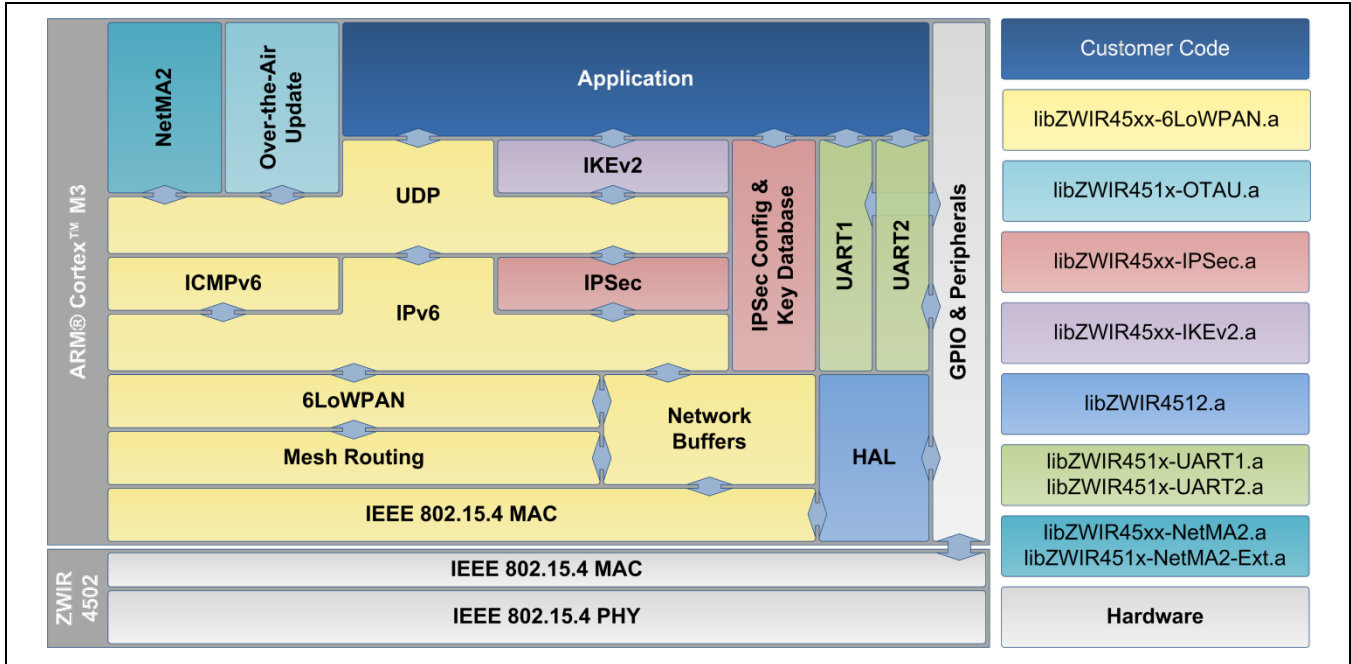 ARM® Cortex™ M3
NetMA2
Over-the-Air
Update
Application
UDP
IKEv2
IPSec Config &
Key Database
UART1
UART2
GPIO & Peripherals
ICMPv6
IPv6
IPSec
6LoWPAN
Network
Buffers
Mesh Routing
HAL
IEEE 802.15.4 MAC
ZWIR
4502
IEEE 802.15.4 MAC
IEEE 802.15.4 PHY
Customer Code
libZWIR45xx-6LoWPAN.a
libZWIR451x-OTAU.a
libZWIR45xx-IPSec.a
libZWIR45xx-IKEv2.a
libZWIR4512.a
libZWIR451x-UART1.a
libZWIR451x-UART2.a
libZWIR45xx-NetMA2.a
libZWIR451x-NetMA2-Ext.a
Hardware